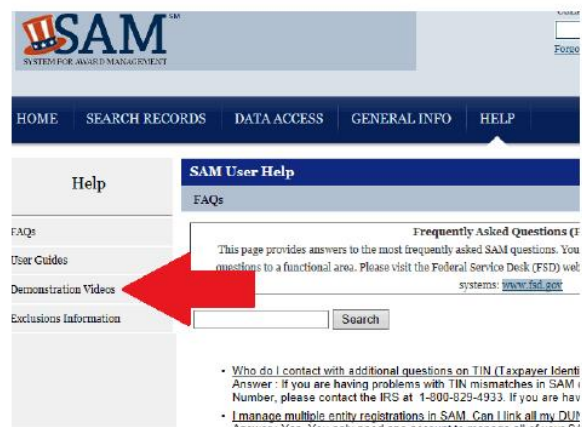 SAM SM
SYSTEM FOR AWARD MANAGEMENT
HOME SEARCH RECORDS DATA ACCESS GENERAL INFO HELP
Help
FAQs
User Guides
Demonstration Videos
Exclusions Information
SAM User Help
FAQs
Frequently Asked Questions (F
This page provides answers to the most frequently asked SAM questions. You
questions to a functional area. Please visit the Federal Service Desk (FSD) web
systems: www.fsd.gov
Search
• Who do I contact with additional questions on TIN (Taxpayer Identi
Answer : If you are having problems with TIN mismatches in SAM
Number, please contact the IRS at 1-800-829-4933. If you are hav
• I manage multiple entity registrations in SAM. Can I link all my DUN